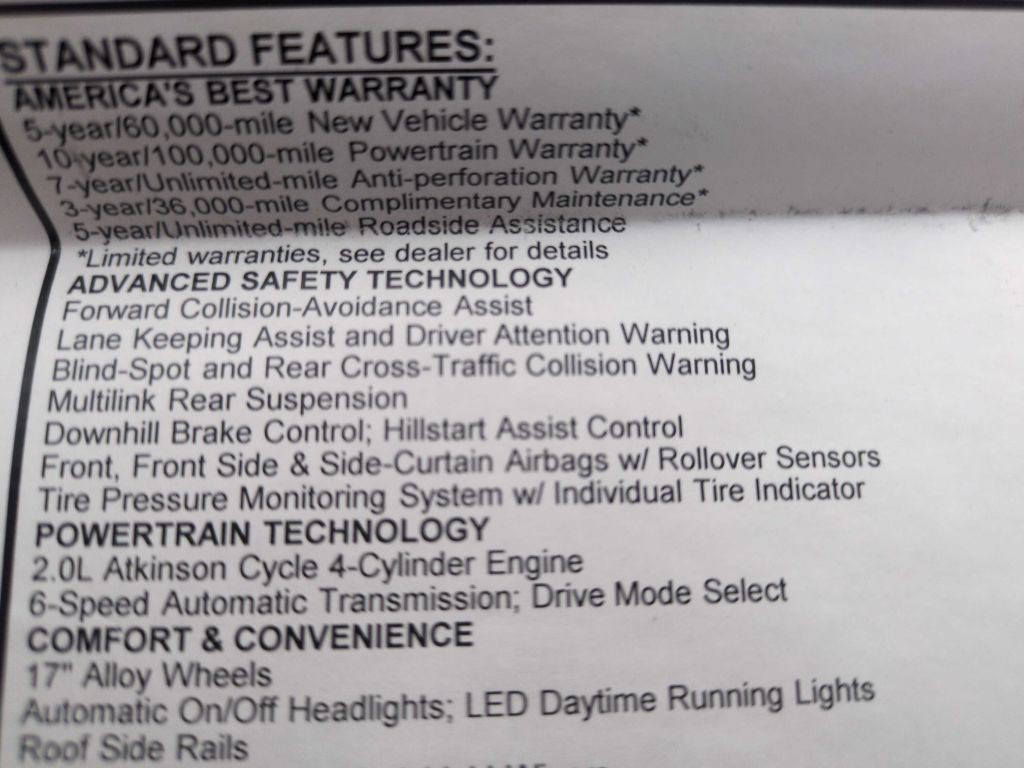 STANDARD FEATURES:
AMERICA'S BEST WARRANTY
5-year/60,000-mile New Vehicle Warranty*
10-year/100,000-mile Powertrain Warranty*
7-year/Unlimited-mile Anti-perforation Warranty*
3-year/36,000-mile Complimentary Maintenance*
5-year/Unlimited-mile Roadside Assistance
*Limited warranties, see dealer for details
ADVANCED SAFETY TECHNOLOGY
Forward Collision-Avoidance Assist
Lane Keeping Assist and Driver Attention Warning
Blind-Spot and Rear Cross-Traffic Collision Warning
Multilink Rear Suspension
Downhill Brake Control; Hillstart Assist Control
Front, Front Side & Side-Curtain Airbags w/ Rollover Sensors
Tire Pressure Monitoring System w/ Individual Tire Indicator
POWERTRAIN TECHNOLOGY
2.0L Atkinson Cycle 4-Cylinder Engine
6-Speed Automatic Transmission; Drive Mode Select
COMFORT & CONVENIENCE
17" Alloy Wheels
Automatic On/Off Headlights; LED Daytime Running Lights
Roof Side Rails